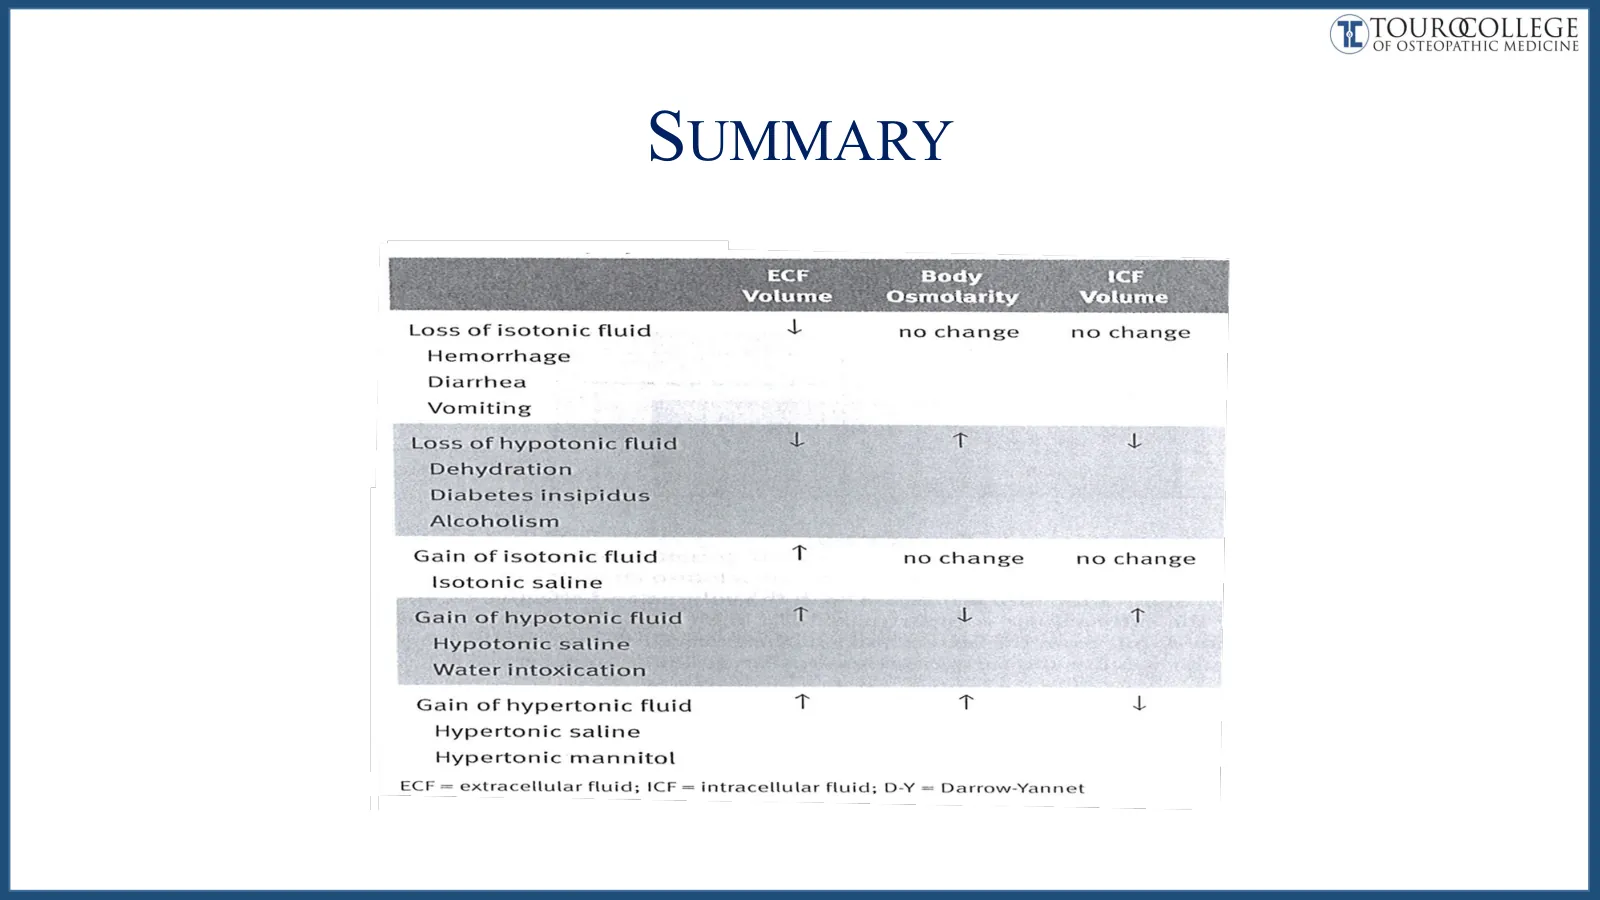 TOURO COLLEGE
OF OSTEOPATHIC MEDICINE
SUMMARY
ECF Volume Body Osmolarity ICF Volume
Loss of isotonic fluid ↓ no change no change
Hemorrhage
Diarrhea
Vomiting
Loss of hypotonic fluid ↓ ↑ ↓
Dehydration
Diabetes insipidus
Alcoholism
Gain of isotonic fluid ↑ no change no change
Isotonic saline
Gain of hypotonic fluid ↑ ↓ ↑
Hypotonic saline
Water intoxication
Gain of hypertonic fluid ↑ ↑ ↓
Hypertonic saline
Hypertonic mannitol
ECF = extracellular fluid; ICF = intracellular fluid; D-Y = Darrow-Yannet